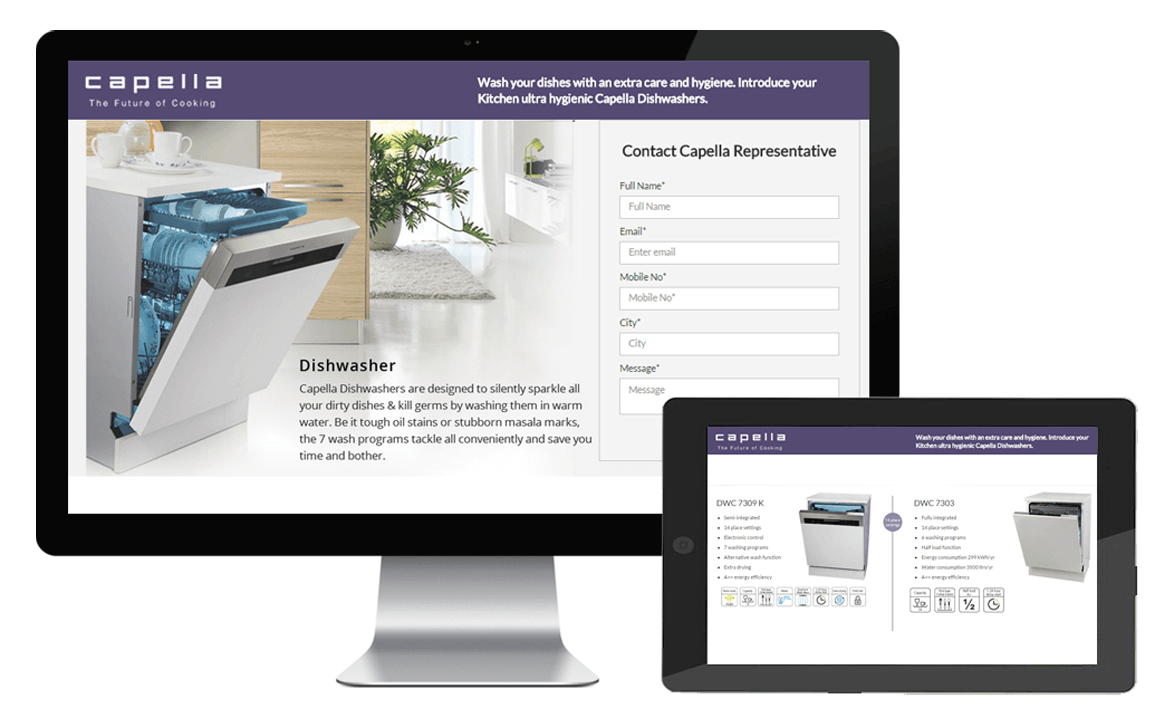 capella
The Future of Cooking
Wash your dishes with an extra care and hygiene. Introduce your
Kitchen ultra hygienic Capella Dishwashers.
Contact Capella Representative
Full Name*
Full Name
Email*
Enter email
Mobile No*
Mobile No*
City*
City
Message*
Message
Dishwasher
Capella Dishwashers are designed to silently sparkle all
your dirty dishes & kill germs by washing them in warm
water. Be it tough oil stains or stubborn masala marks,
the 7 wash programs tackle all conveniently and save you
time and bother.
capella
The Future of Cooking
Wash your dishes with an extra care and hygiene. Introduce your
Kitchen ultra hygienic Capella Dishwashers.
DWC 7309 K
Semi-integrated
14 place settings
Electronic control
7 washing programs
Alternative wash function
Extra drying
A++ energy efficiency
14 place
settings
DWC 7303
Fully integrated
14 place settings
6 washing programs
Half load function
Energy consumption 299 kWh/yr
Water consumption 3500 ltrs/yr
A++ energy efficiency
Capacity
Capacity
1/2